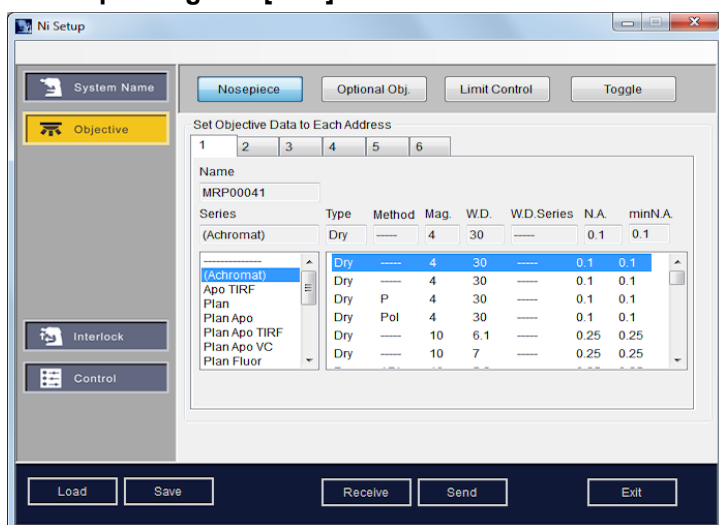 Ni Setup
System Name
Nosepiece Optional Obj. Limit Control Toggle
Objective
Set Objective Data to Each Address
1 2 3 4 5 6
Name
MRP00041
Series Type Method Mag. W.D. W.D.Series N.A. minN.A.
(Achromat) Dry ----- 4 30 ----- 0.1 0.1
--------------
(Achromat)
Apo TIRF
Plan
Plan Apo
Plan Apo TIRF
Plan Apo VC
Plan Fluor
Dry ----- 4 30 ----- 0.1 0.1
Dry ----- 4 30 ----- 0.1 0.1
Dry P 4 30 ----- 0.1 0.1
Dry Pol 4 30 ----- 0.1 0.1
Dry ----- 10 6.1 ----- 0.25 0.25
Dry ----- 10 7 ----- 0.25 0.25
Interlock
Control
Load Save Receive Send Exit